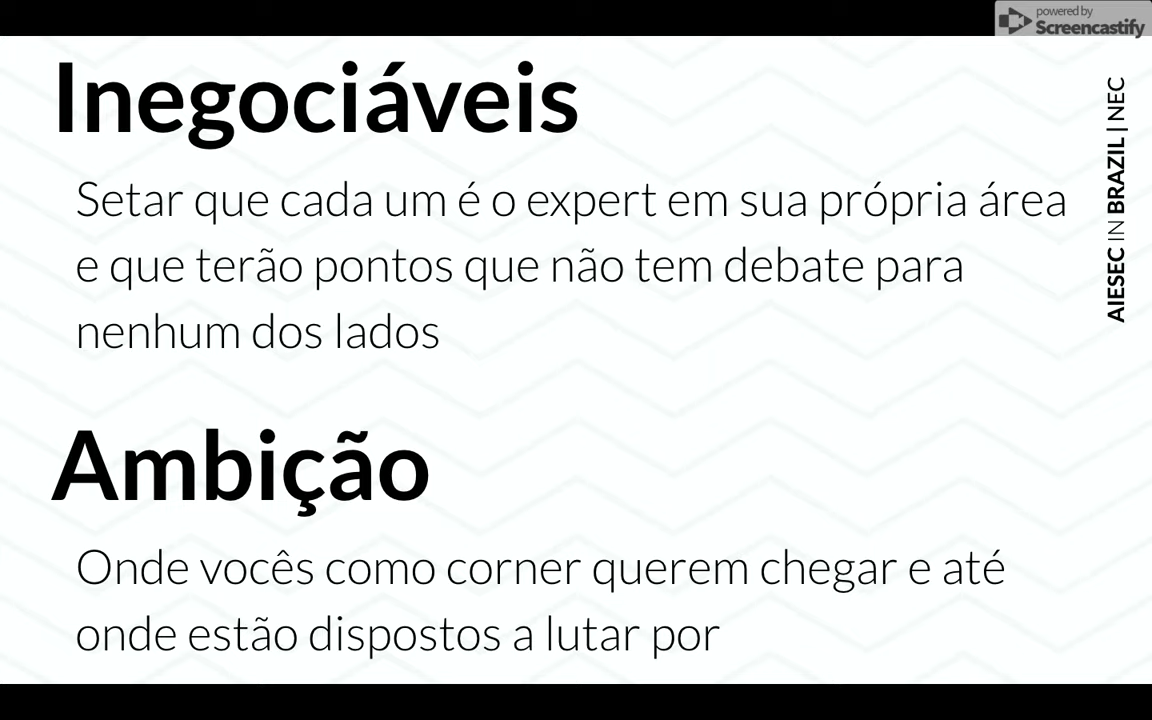 powered by
Screencastify
Inegociáveis
Setar que cada um é o expert em sua própria área
e que terão pontos que não tem debate para
nenhum dos lados
Ambição
Onde vocês como corner querem chegar e até
onde estão dispostos a lutar por
AIESEC IN BRAZIL | NEC